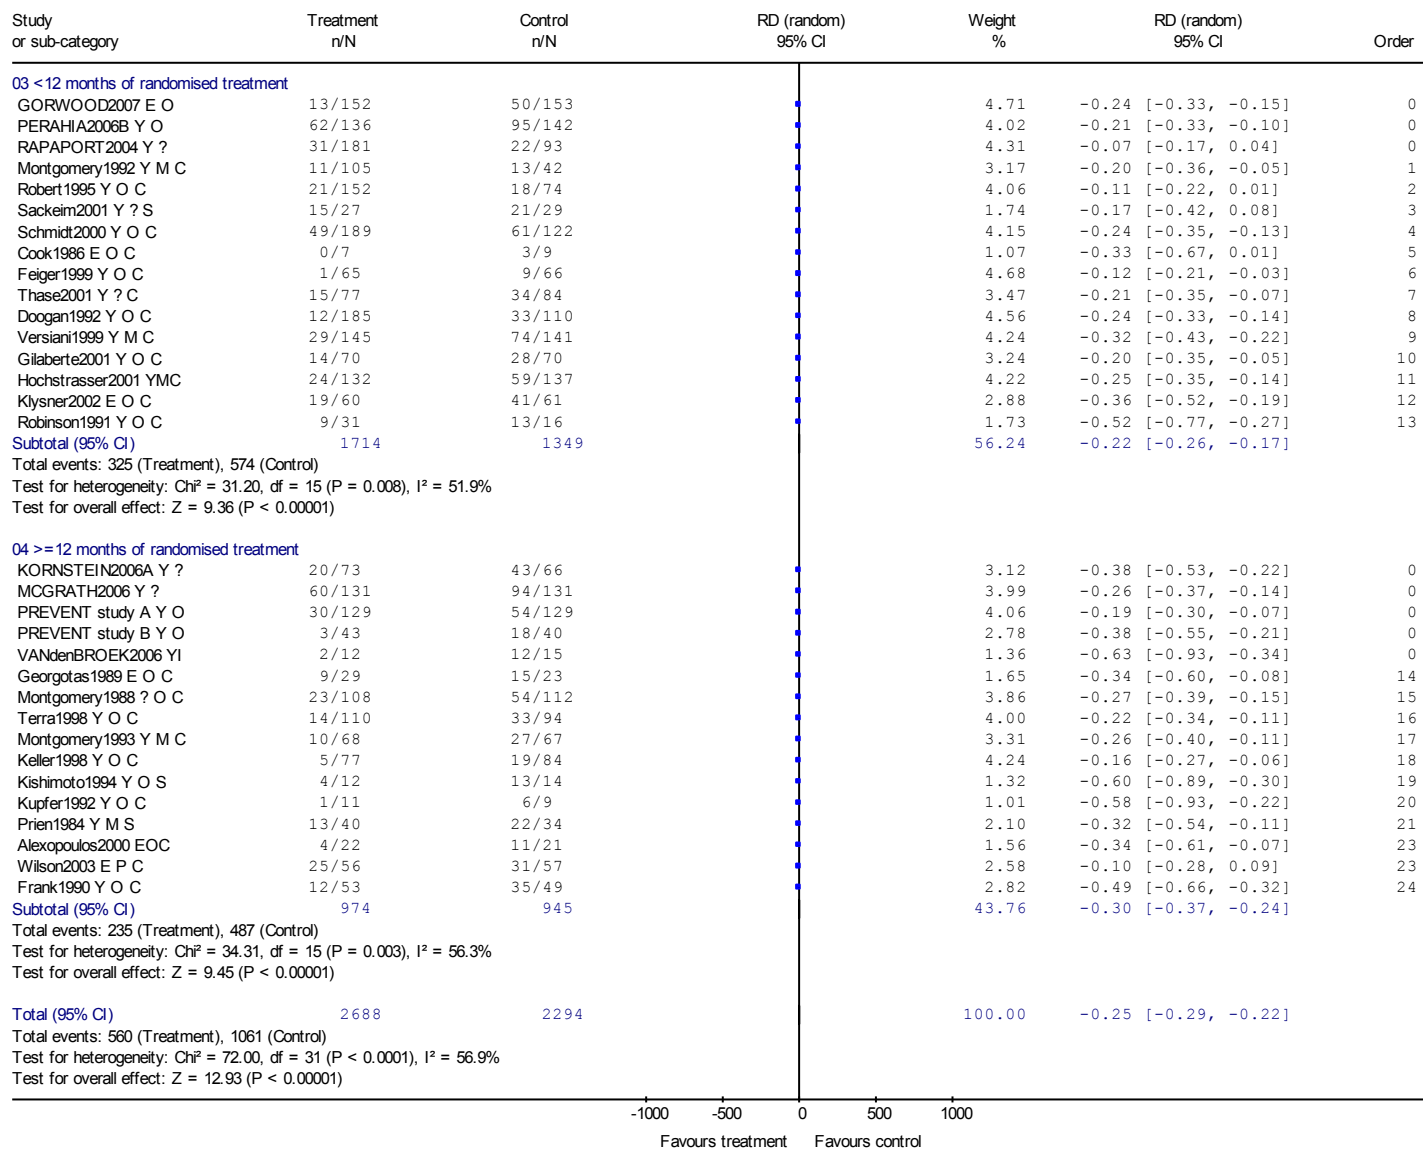 Study Treatment Control RD (random) Weight RD (random)
or sub-category n/N n/N 95% CI % 95% CI Order
03 <12 months of randomised treatment
GORWOOD2007 E O 13/152 50/153 4.71 -0.24 [-0.33, -0.15] 0
PERAHIA2006B Y O 62/136 95/142 4.02 -0.21 [-0.33, -0.10] 0
RAPAPORT2004 Y ? 31/181 22/93 4.31 -0.07 [-0.17, 0.04] 0
Montgomery1992 Y M C 11/105 13/42 3.17 -0.20 [-0.36, -0.05] 1
Robert1995 Y O C 21/152 18/74 4.06 -0.11 [-0.22, 0.01] 2
Sackeim2001 Y ? S 15/27 21/29 1.74 -0.17 [-0.42, 0.08] 3
Schmidt2000 Y O C 49/189 61/122 4.15 -0.24 [-0.35, -0.13] 4
Cook1986 E O C 0/7 3/9 1.07 -0.33 [-0.67, 0.01] 5
Feiger1999 Y O C 1/65 9/66 4.68 -0.12 [-0.21, -0.03] 6
Thase2001 Y ? C 15/77 34/84 3.47 -0.21 [-0.35, -0.07] 7
Doogan1992 Y O C 12/185 33/110 4.56 -0.24 [-0.33, -0.14] 8
Versiani1999 Y M C 29/145 74/141 4.24 -0.32 [-0.43, -0.22] 9
Gilaberte2001 Y O C 14/70 28/70 3.24 -0.20 [-0.35, -0.05] 10
Hochstrasser2001 YMC 24/132 59/137 4.22 -0.25 [-0.35, -0.14] 11
Klysner2002 E O C 19/60 41/61 2.88 -0.36 [-0.52, -0.19] 12
Robinson1991 Y O C 9/31 13/16 1.73 -0.52 [-0.77, -0.27] 13
Subtotal (95% CI) 1714 1349 56.24 -0.22 [-0.26, -0.17]
Total events: 325 (Treatment), 574 (Control)
Test for heterogeneity: Chi² = 31.20, df = 15 (P = 0.008), I² = 51.9%
Test for overall effect: Z = 9.36 (P < 0.00001)
04 >=12 months of randomised treatment
KORNSTEIN2006A Y ? 20/73 43/66 3.12 -0.38 [-0.53, -0.22] 0
MCGRATH2006 Y ? 60/131 94/131 3.99 -0.26 [-0.37, -0.14] 0
PREVENT study A Y O 30/129 54/129 4.06 -0.19 [-0.30, -0.07] 0
PREVENT study B Y O 3/43 18/40 2.78 -0.38 [-0.55, -0.21] 0
VANdenBROEK2006 YI 2/12 12/15 1.36 -0.63 [-0.93, -0.34] 0
Georgotas1989 E O C 9/29 15/23 1.65 -0.34 [-0.60, -0.08] 14
Montgomery1988 ? O C 23/108 54/112 3.86 -0.27 [-0.39, -0.15] 15
Terra1998 Y O C 14/110 33/94 4.00 -0.22 [-0.34, -0.11] 16
Montgomery1993 Y M C 10/68 27/67 3.31 -0.26 [-0.40, -0.11] 17
Keller1998 Y O C 5/77 19/84 4.24 -0.16 [-0.27, -0.06] 18
Kishimoto1994 Y O S 4/12 13/14 1.32 -0.60 [-0.89, -0.30] 19
Kupfer1992 Y O C 1/11 6/9 1.01 -0.58 [-0.93, -0.22] 20
Prien1984 Y M S 13/40 22/34 2.10 -0.32 [-0.54, -0.11] 21
Alexopoulos2000 EOC 4/22 11/21 1.56 -0.34 [-0.61, -0.07] 23
Wilson2003 E P C 25/56 31/57 2.58 -0.10 [-0.28, 0.09] 23
Frank1990 Y O C 12/53 35/49 2.82 -0.49 [-0.66, -0.32] 24
Subtotal (95% CI) 974 945 43.76 -0.30 [-0.37, -0.24]
Total events: 235 (Treatment), 487 (Control)
Test for heterogeneity: Chi² = 34.31, df = 15 (P = 0.003), I² = 56.3%
Test for overall effect: Z = 9.45 (P < 0.00001)
Total (95% CI) 2688 2294 100.00 -0.25 [-0.29, -0.22]
Total events: 560 (Treatment), 1061 (Control)
Test for heterogeneity: Chi² = 72.00, df = 31 (P < 0.0001), I² = 56.9%
Test for overall effect: Z = 12.93 (P < 0.00001)
-1000 -500 0 500 1000
Favours treatment Favours control